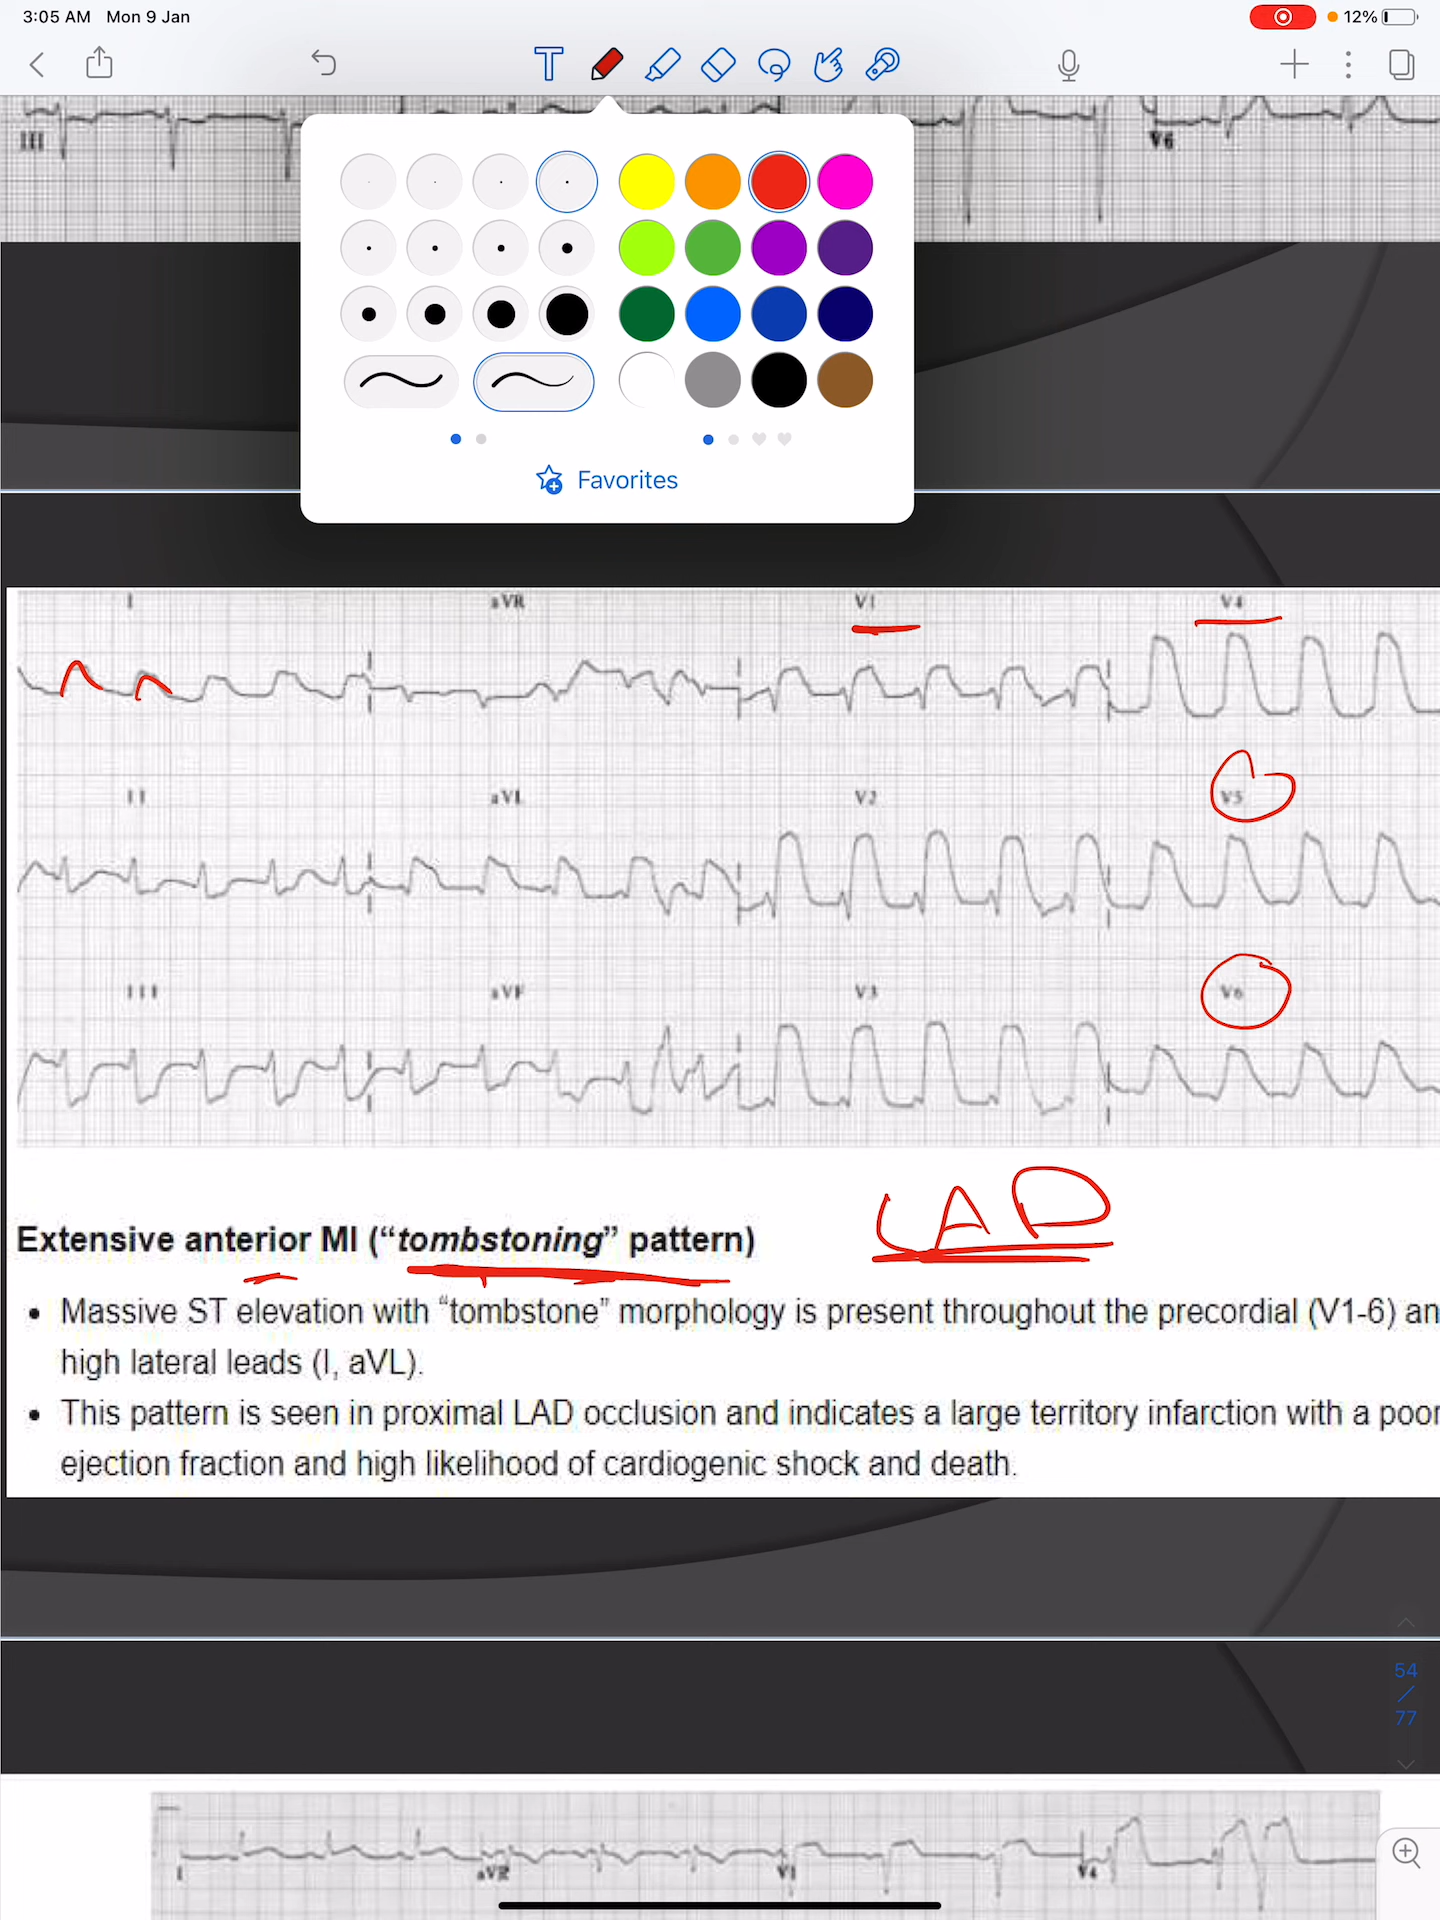 3:05 AM Mon 9 Jan
12%
III
V6
Favorites
I aVR V1 V4
II aVL V2 V5
III aVF V3 V6
LAD
Extensive anterior MI (“tombstoning” pattern)
• Massive ST elevation with “tombstone” morphology is present throughout the precordial (V1-6) an
high lateral leads (I, aVL).
• This pattern is seen in proximal LAD occlusion and indicates a large territory infarction with a poor
ejection fraction and high likelihood of cardiogenic shock and death.
54
/
77
I aVR V1 V4